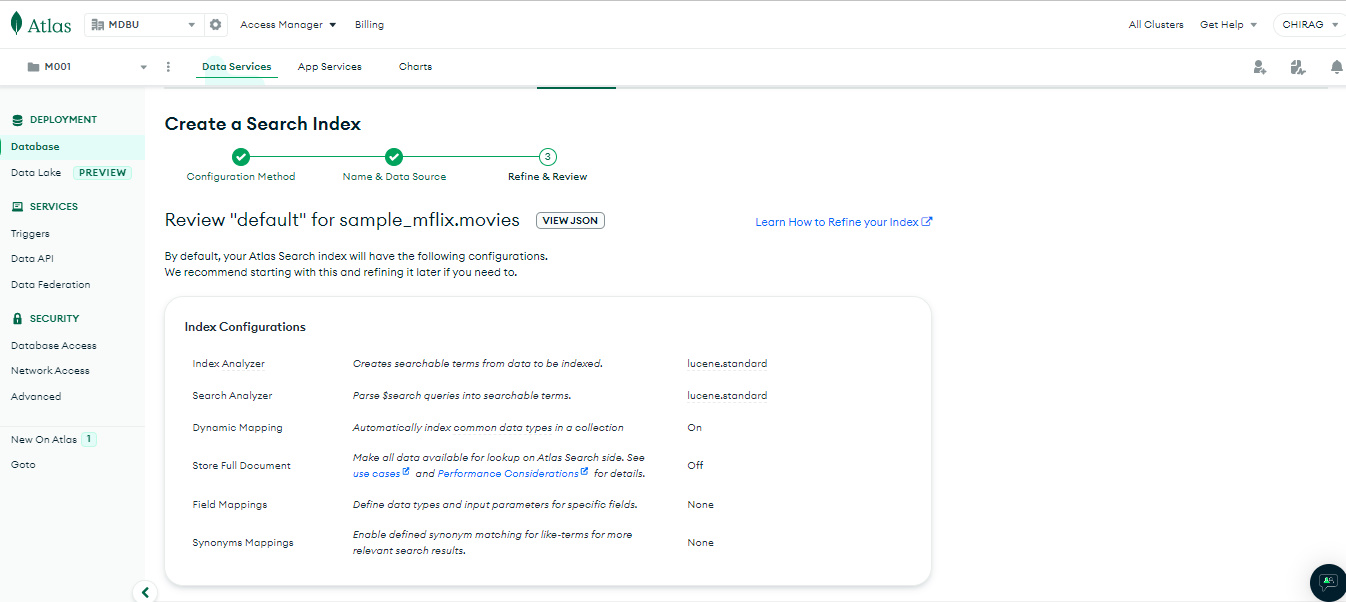 Atlas
MDBU
Access Manager
Billing
All Clusters
Get Help
CHIRAG
M001
Data Services
App Services
Charts
DEPLOYMENT
Database
Data Lake PREVIEW
SERVICES
Triggers
Data API
Data Federation
SECURITY
Database Access
Network Access
Advanced
New On Atlas 1
Goto
Create a Search Index
3
Configuration Method
Name & Data Source
Refine & Review
Review "default" for sample_mflix.movies
VIEW JSON
Learn How to Refine your Index
By default, your Atlas Search index will have the following configurations.
We recommend starting with this and refining it later if you need to.
Index Configurations
Index Analyzer Creates searchable terms from data to be indexed. lucene.standard
Search Analyzer Parse $search queries into searchable terms. lucene.standard
Dynamic Mapping Automatically index common data types in a collection On
Store Full Document Make all data available for lookup on Atlas Search side. See
use cases and Performance Considerations for details. Off
Field Mappings Define data types and input parameters for specific fields. None
Synonyms Mappings Enable defined synonym matching for like-terms for more
relevant search results. None